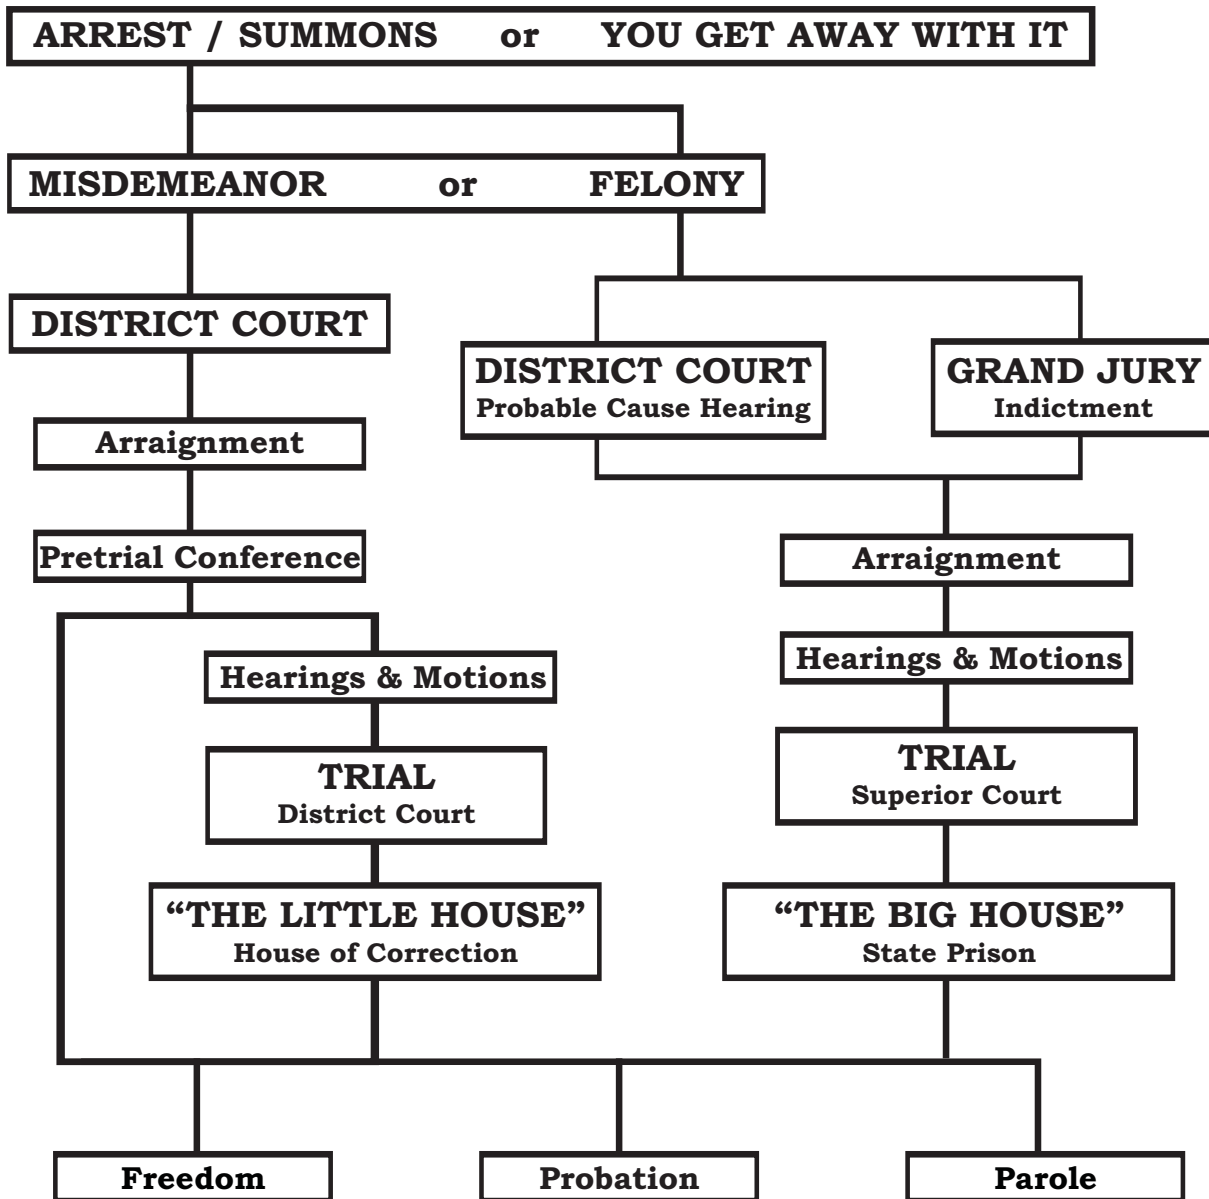 ARREST / SUMMONS or YOU GET AWAY WITH IT
MISDEMEANOR or FELONY
DISTRICT COURT
DISTRICT COURT
Probable Cause Hearing
GRAND JURY
Indictment
Arraignment
Pretrial Conference
Arraignment
Hearings & Motions
Hearings & Motions
TRIAL
District Court
TRIAL
Superior Court
“THE LITTLE HOUSE”
House of Correction
“THE BIG HOUSE”
State Prison
Freedom
Probation
Parole